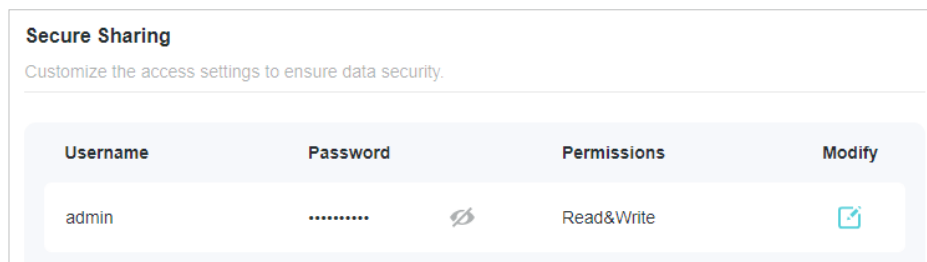 Secure Sharing
Customize the access settings to ensure data security.
Username Password Permissions Modify
admin •••••••••• Read&Write